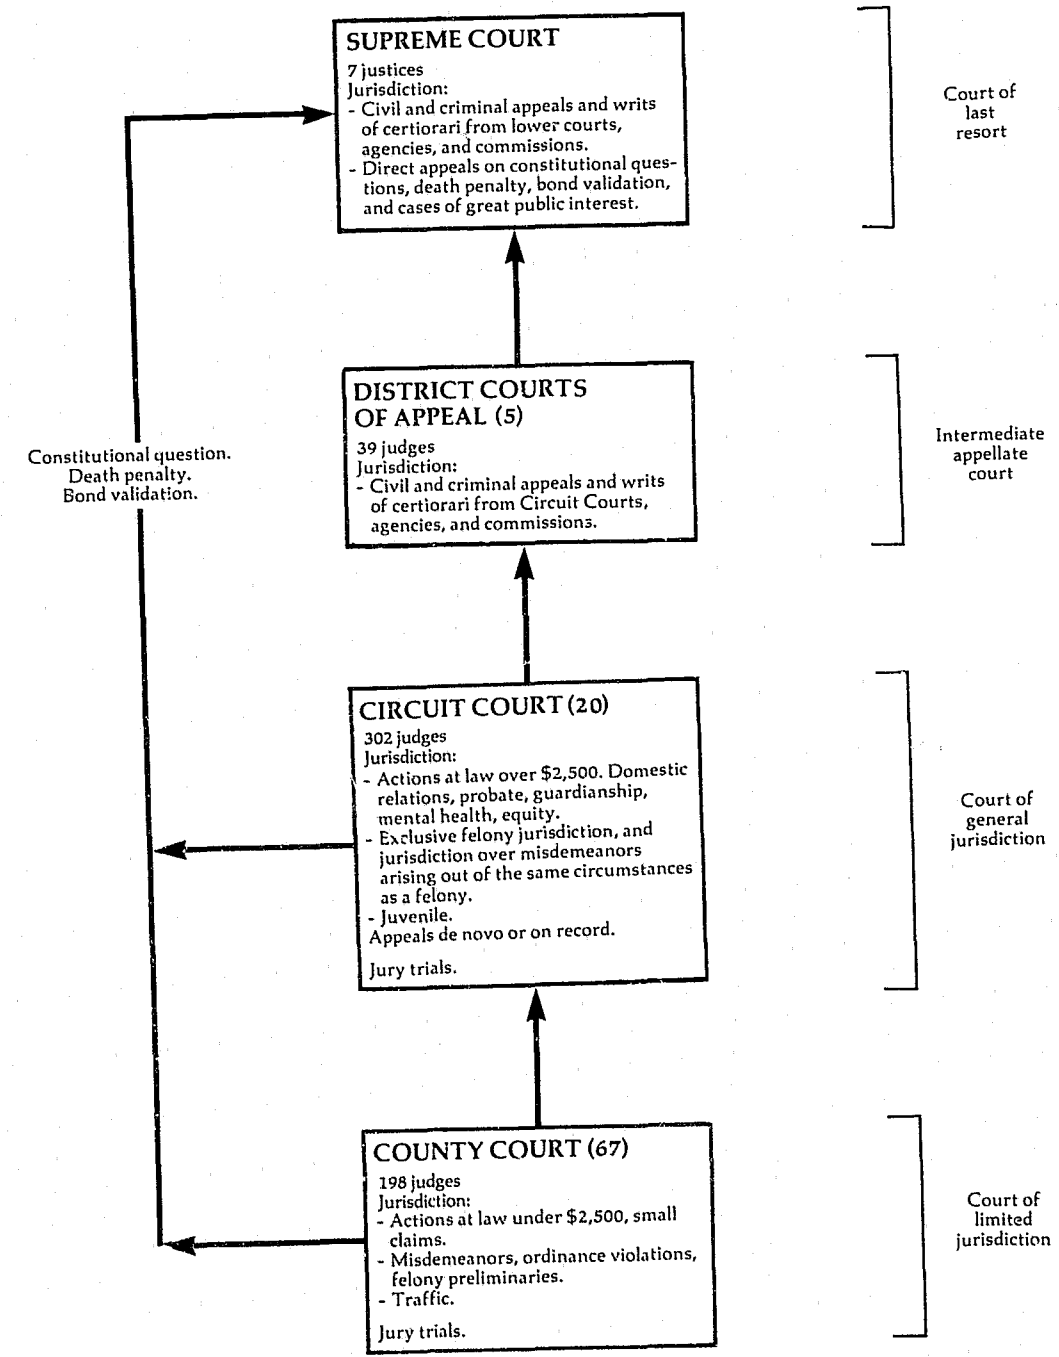 SUPREME COURT
7 justices
Jurisdiction:
- Civil and criminal appeals and writs
of certiorari from lower courts,
agencies, and commissions.
- Direct appeals on constitutional ques-
tions, death penalty, bond validation,
and cases of great public interest.
Court of
last
resort
DISTRICT COURTS
OF APPEAL (5)
39 judges
Jurisdiction:
- Civil and criminal appeals and writs
of certiorari from Circuit Courts,
agencies, and commissions.
Intermediate
appellate
court
Constitutional question.
Death penalty.
Bond validation.
CIRCUIT COURT (20)
302 judges
Jurisdiction:
- Actions at law over $2,500. Domestic
relations, probate, guardianship,
mental health, equity.
- Exclusive felony jurisdiction, and
jurisdiction over misdemeanors
arising out of the same circumstances
as a felony.
- Juvenile.
Appeals de novo or on record.
Jury trials.
Court of
general
jurisdiction
COUNTY COURT (67)
198 judges
Jurisdiction:
- Actions at law under $2,500, small
claims.
- Misdemeanors, ordinance violations,
felony preliminaries.
- Traffic.
Jury trials.
Court of
limited
jurisdiction